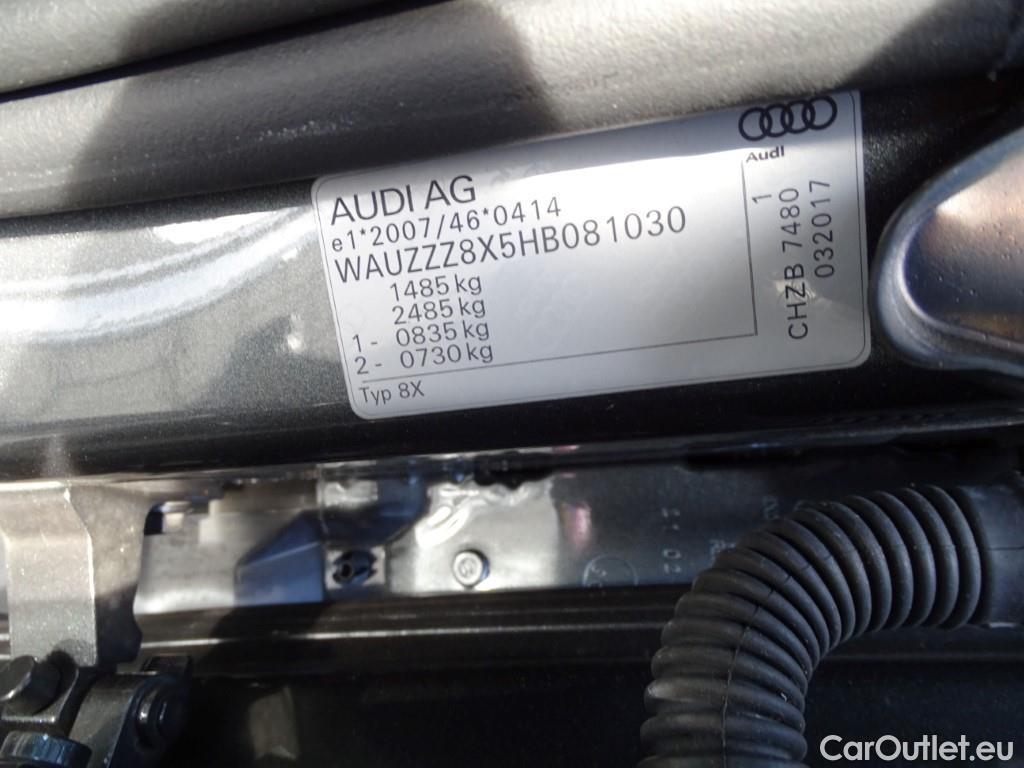 AUDI AG
e1*2007/46*0414
WAUZZZ8X5HB081030
1485 kg
2485 kg
1 - 0835 kg
2 - 0730 kg
Typ 8X
Audi
1
CHZB 7480
032017
CarOutlet.eu